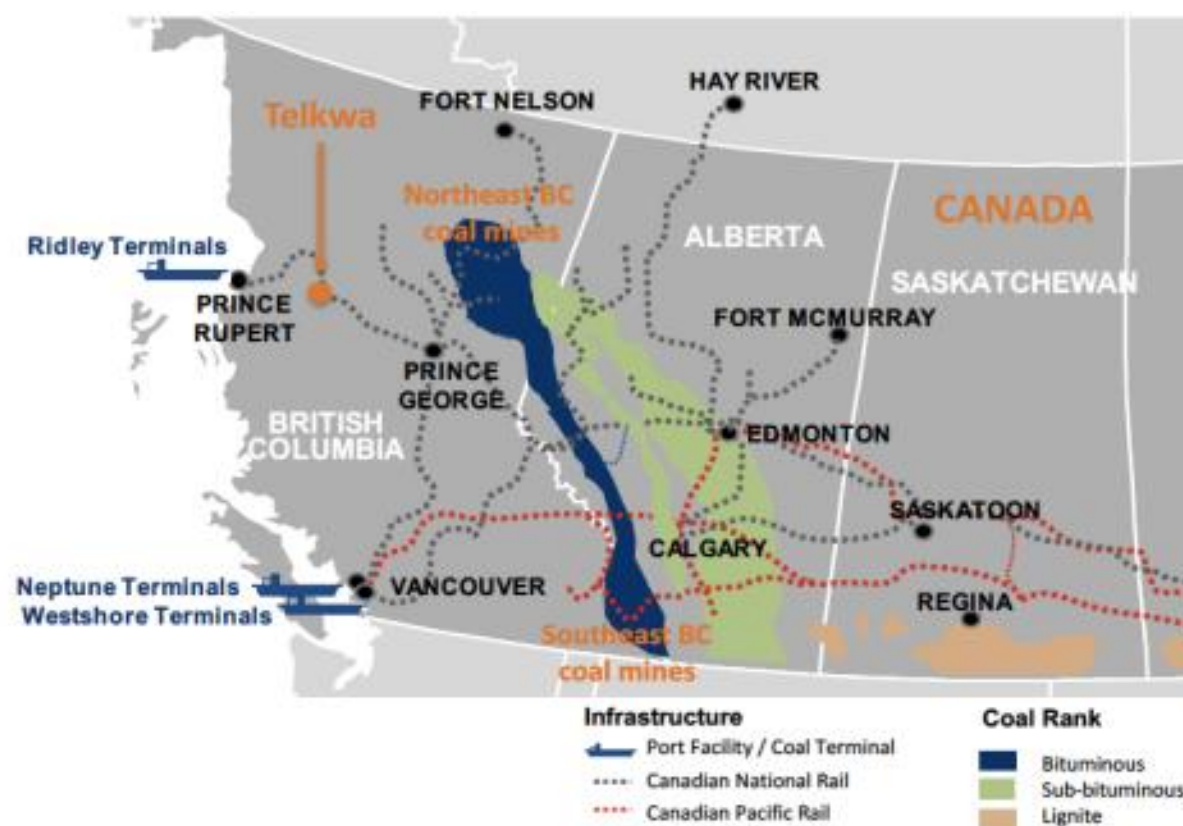 HAY RIVER
FORT NELSON
Telkwa
Northeast BC
coal mines
CANADA
ALBERTA
Ridley Terminals
SASKATCHEWAN
PRINCE
RUPERT
FORT MCMURRAY
PRINCE
GEORGE
BRITISH
COLUMBIA
EDMONTON
SASKATOON
CALGARY
Neptune Terminals
VANCOUVER
Westshore Terminals
REGINA
Southeast BC
coal mines
Infrastructure
Port Facility / Coal Terminal
Canadian National Rail
Canadian Pacific Rail
Coal Rank
Bituminous
Sub-bituminous
Lignite